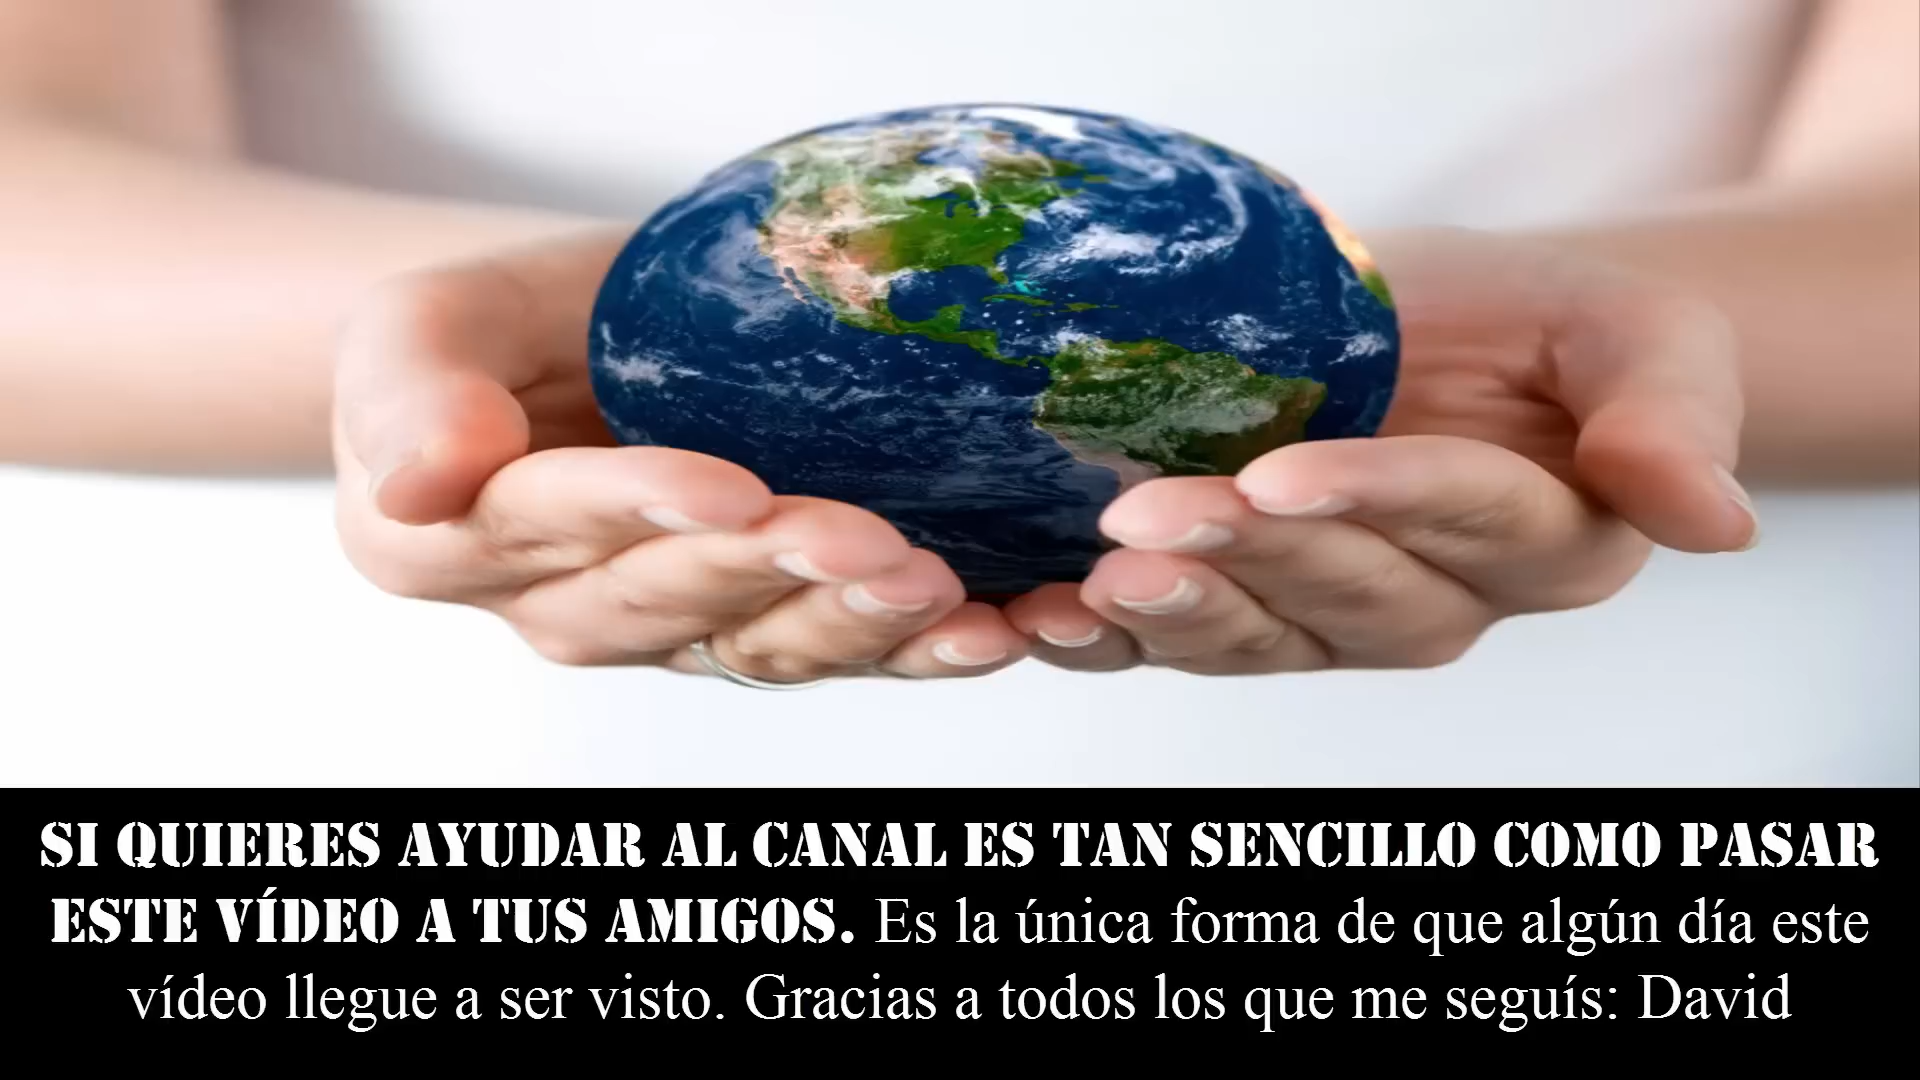 SI QUIERES AYUDAR AL CANAL ES TAN SENCILLO COMO PASAR
ESTE VÍDEO A TUS AMIGOS. Es la única forma de que algún día este
vídeo llegue a ser visto. Gracias a todos los que me seguís: David